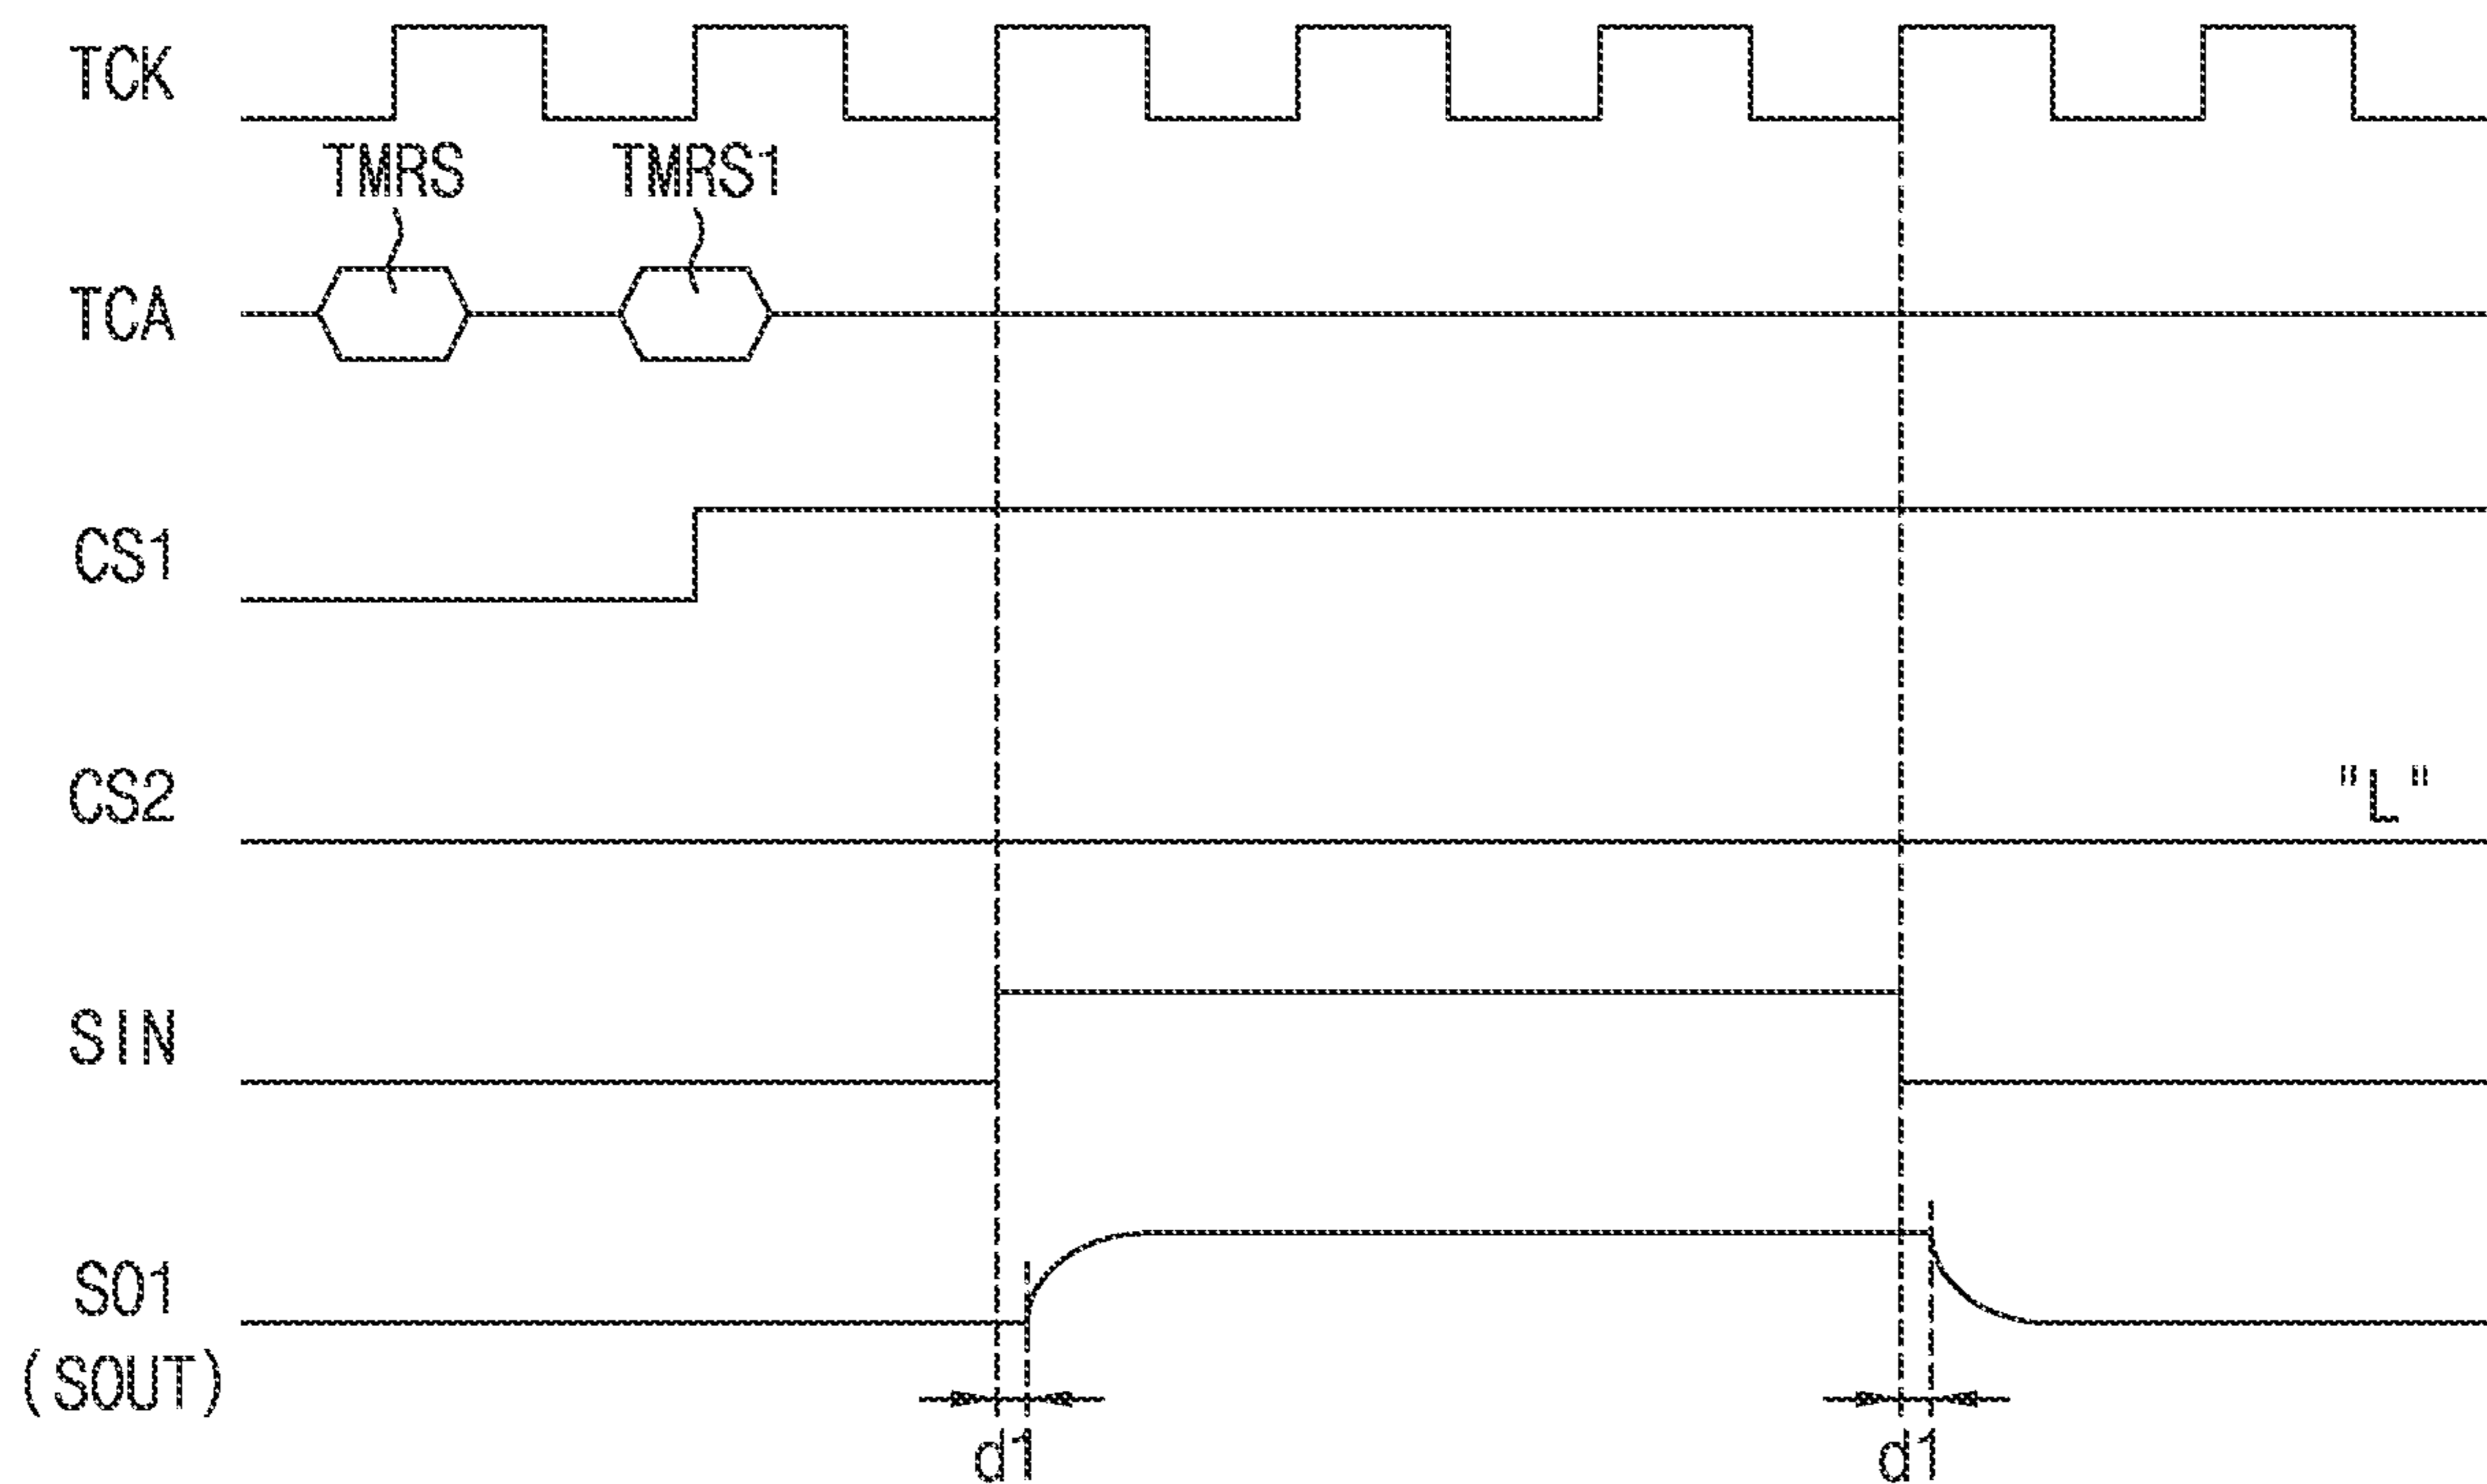 TCK
TMRS TMRS1
TCA
CS1
CS2 "L"
SIN
SO1
(SOUT)
d1 d1